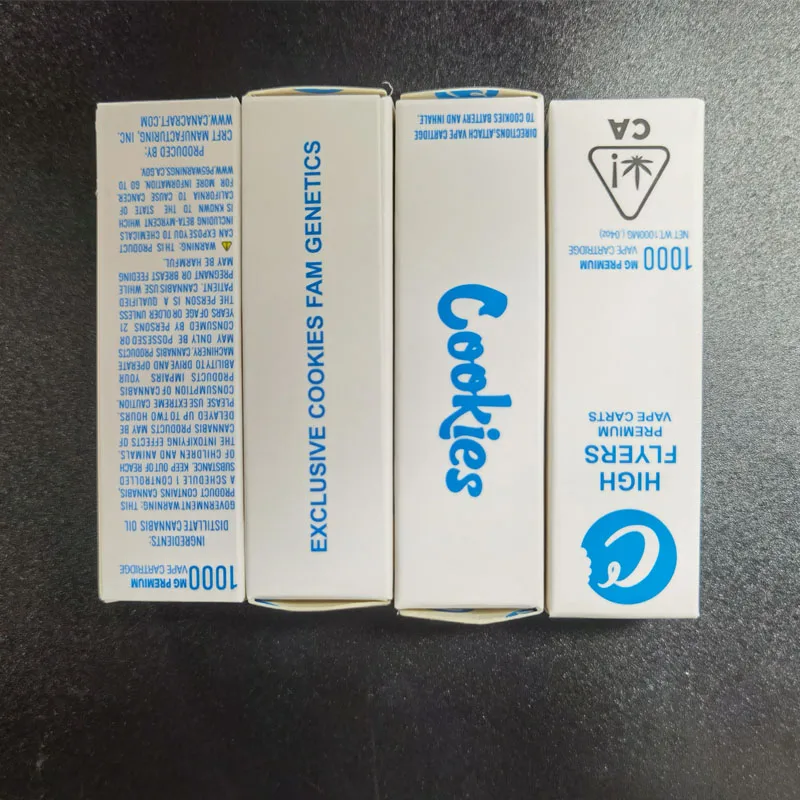 1000 MG PREMIUM
VAPE CARTRIDGE
INGREDIENTS:
DISTILLATE CANNABIS OIL
GOVERNMENT WARNING: THIS
PRODUCT CONTAINS CANNABIS,
A SCHEDULE 1 CONTROLLED
SUBSTANCE. KEEP OUT OF REACH
OF CHILDREN AND ANIMALS.
THE INTOXIFYING EFFECTS OF
CANNABIS PRODUCTS MAY BE
DELAYED UP TO TWO HOURS.
PLEASE USE EXTREME CAUTION.
CONSUMPTION OF CANNABIS
PRODUCTS IMPAIRS YOUR
ABILITY TO DRIVE AND OPERATE
MACHINERY. CANNABIS PRODUCTS
MAY ONLY BE POSSESSED OR
CONSUMED BY PERSONS 21
YEARS OF AGE OR OLDER UNLESS
THE PERSON IS A QUALIFIED
PATIENT. CANNABIS USE WHILE
PREGNANT OR BREAST FEEDING
MAY BE HARMFUL.
WARNING: THIS PRODUCT
CAN EXPOSE YOU TO CHEMICALS
INCLUDING BETA-MYRCENT WHICH
IS KNOWN TO THE STATE OF
CALIFORNIA TO CAUSE CANCER.
FOR MORE INFORMATION, GO TO
WWW.P65WARNINGS.CA.GOV.
PRODUCED BY:
CRFT MANUFACTURING, INC.
WWW.CANACRAFT.COM
EXCLUSIVE COOKIES FAM GENETICS
Cookies
DIRECTIONS:ATTACH VAPE CARTIDGE
TO COOKIES BATTERY AND INHALE.
C
HIGH
FLYERS
PREMIUM
VAPE CARTS
1000 MG PREMIUM
VAPE CARTRIDGE
NET WT.1000MG (.04oz)
!
CA